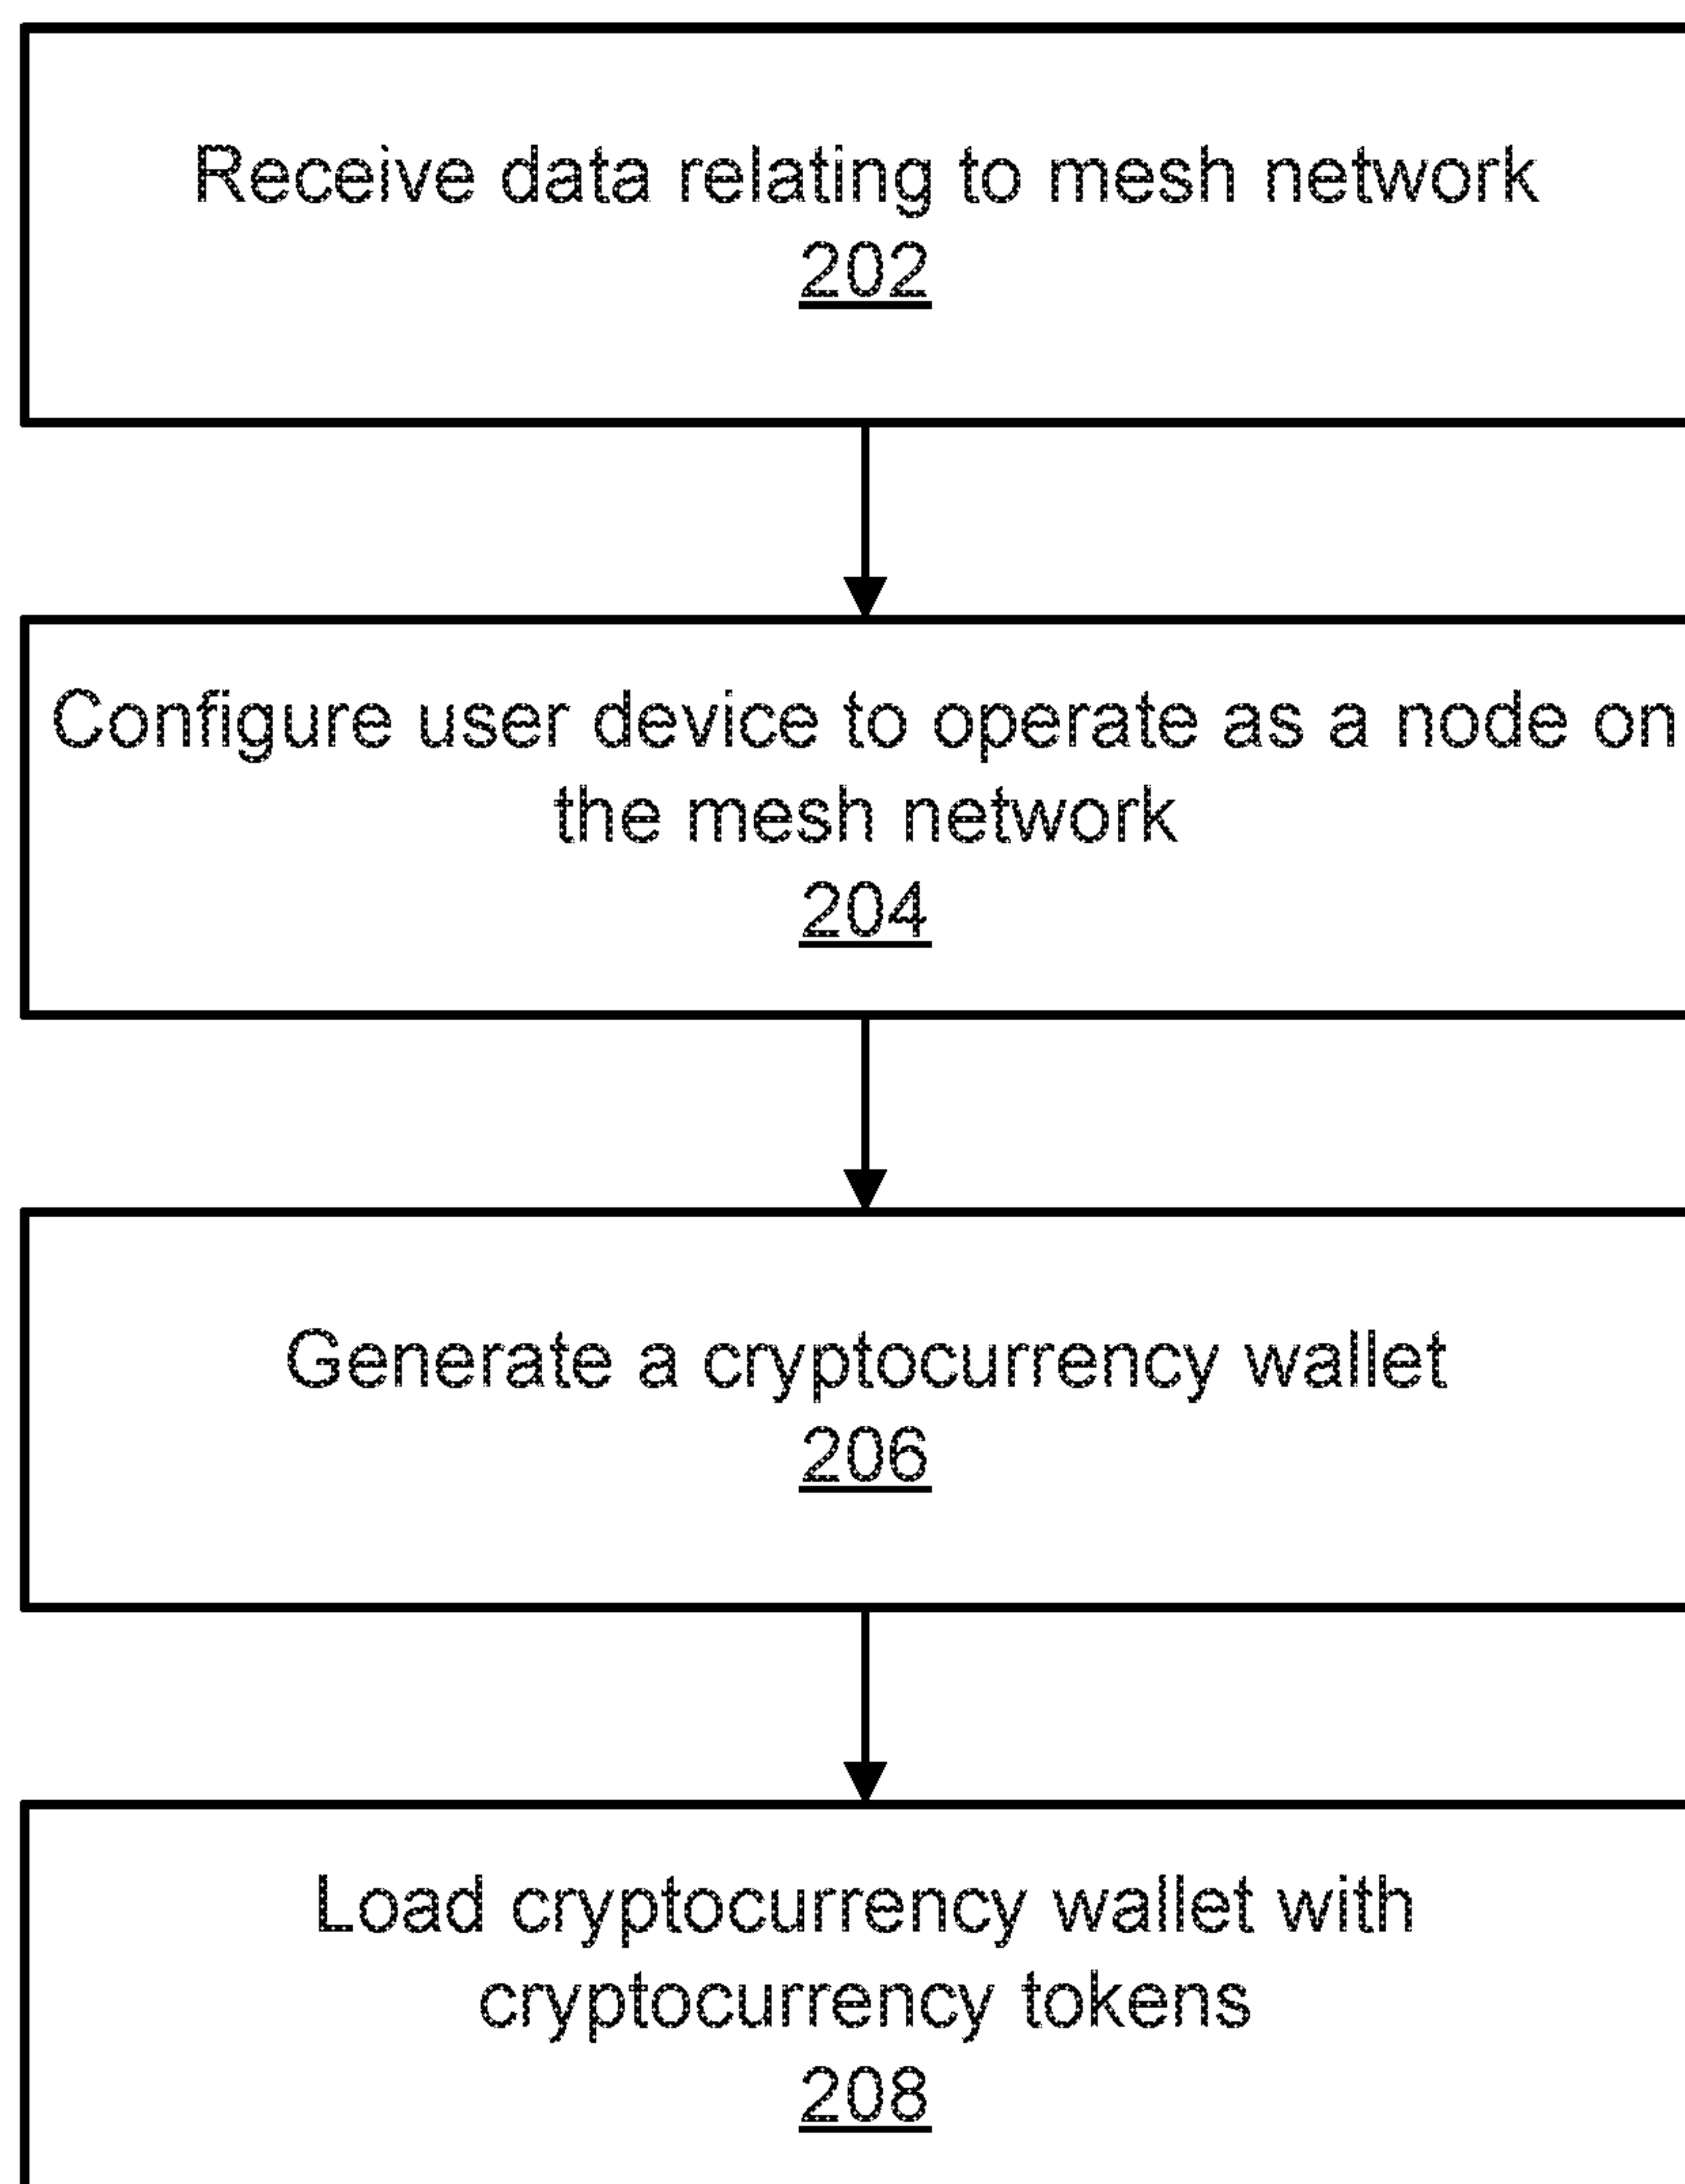 Receive data relating to mesh network
202
Configure user device to operate as a node on
the mesh network
204
Generate a cryptocurrency wallet
206
Load cryptocurrency wallet with
cryptocurrency tokens
208